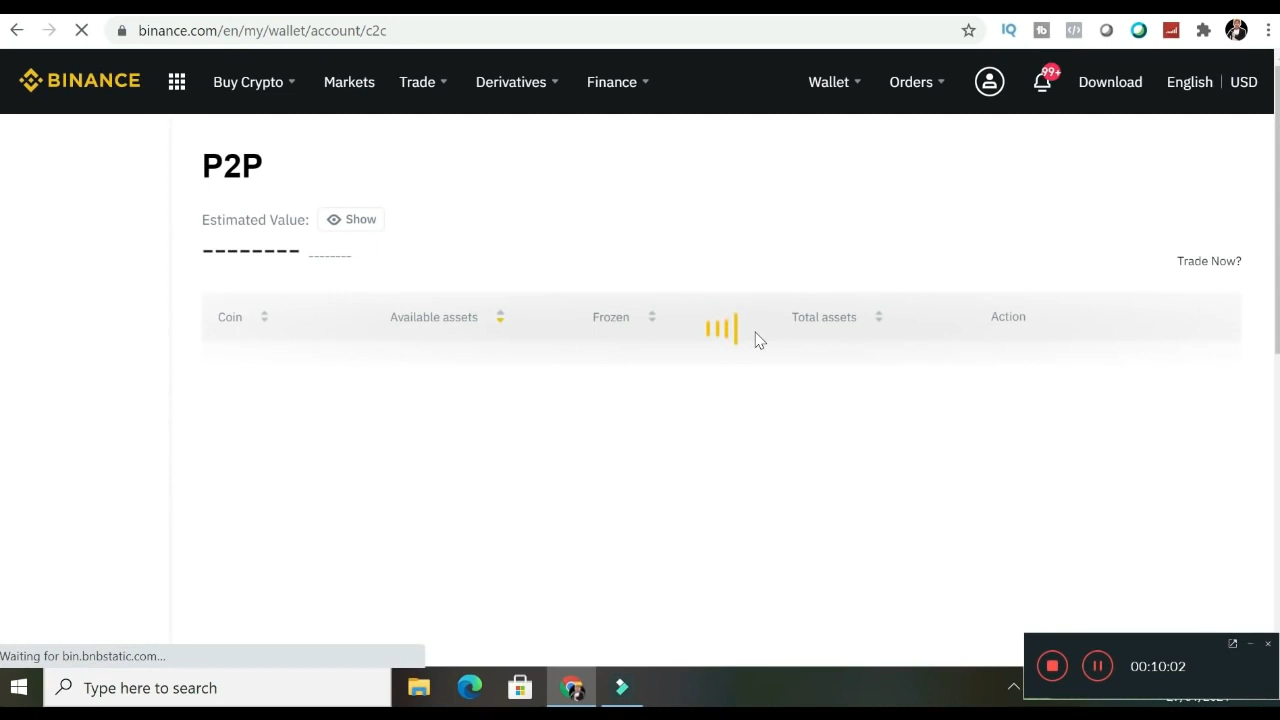 binance.com/en/my/wallet/account/c2c
IQ
tb
BINANCE
Buy Crypto
Markets
Trade
Derivatives
Finance
Wallet
Orders
99+
Download
English
USD
P2P
Estimated Value:
Show
--------
--------
Trade Now?
Coin
Available assets
Frozen
Total assets
Action
Waiting for bin.bnbstatic.com...
00:10:02
Type here to search